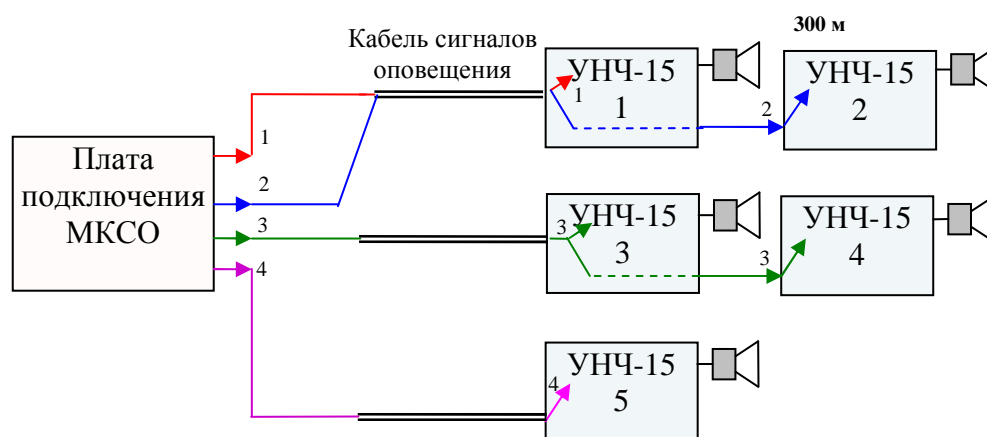 300 м
Кабель сигналов
оповещения
УНЧ-15
1
1
УНЧ-15
2
2
Плата
подключения
МКСО
1
2
3
4
УНЧ-15
3
3
УНЧ-15
4
3
УНЧ-15
5
4